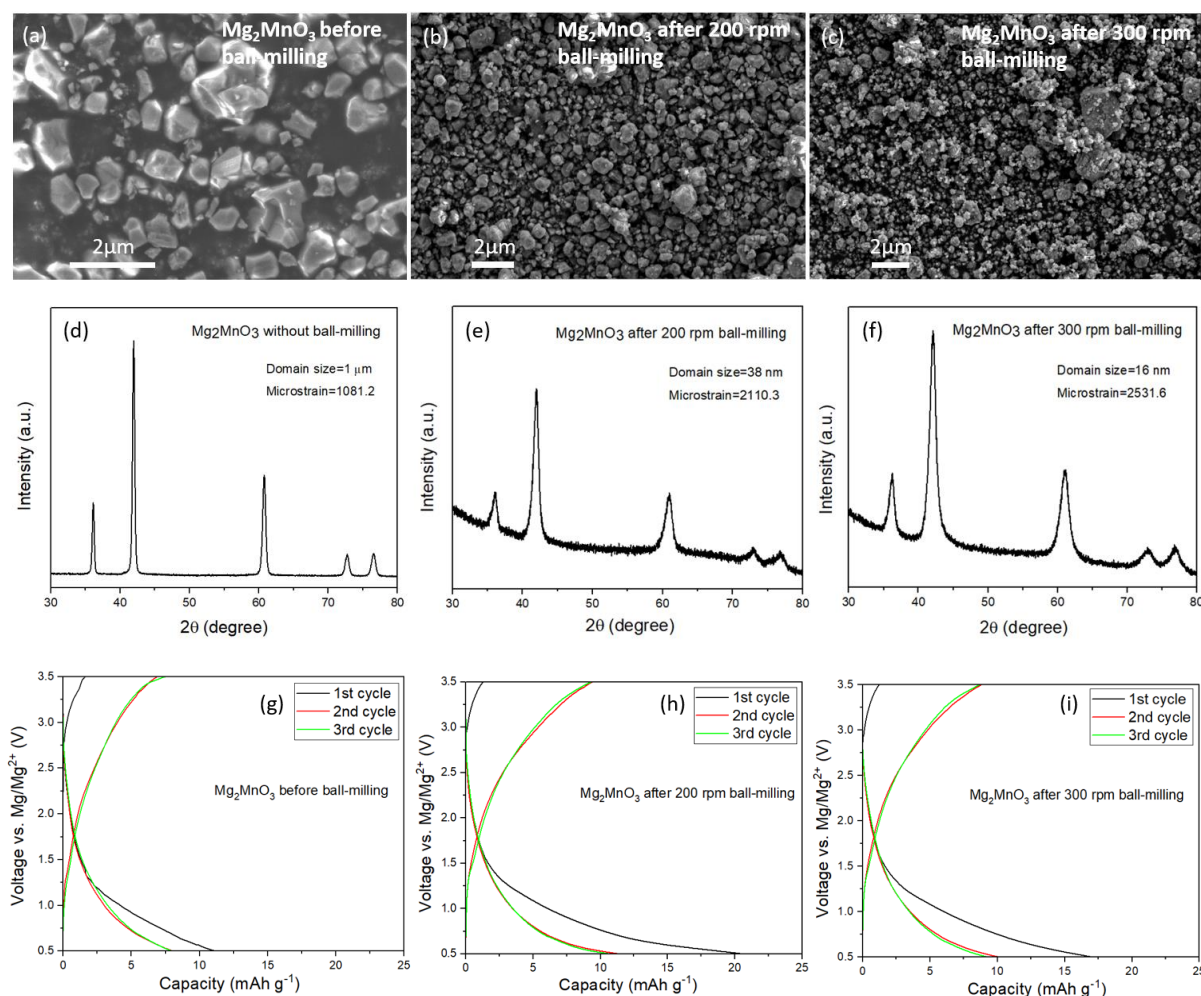 (a)
Mg₂MnO₃ before
ball-milling
2μm
(b)
Mg₂MnO₃ after 200 rpm
ball-milling
2μm
(c)
Mg₂MnO₃ after 300 rpm
ball-milling
2μm
(d)
Mg₂MnO₃ without ball-milling
Domain size=1 μm
Microstrain=1081.2
Intensity (a.u.)
30 40 50 60 70 80
2θ (degree)
(e)
Mg₂MnO₃ after 200 rpm ball-milling
Domain size=38 nm
Microstrain=2110.3
Intensity (a.u.)
30 40 50 60 70 80
2θ (degree)
(f)
Mg₂MnO₃ after 300 rpm ball-milling
Domain size=16 nm
Microstrain=2531.6
Intensity (a.u.)
30 40 50 60 70 80
2θ (degree)
(g)
1st cycle
2nd cycle
3rd cycle
Mg₂MnO₃ before ball-milling
Voltage vs. Mg/Mg²⁺ (V)
3.5
3.0
2.5
2.0
1.5
1.0
0.5
0 5 10 15 20 25
Capacity (mAh g⁻¹)
(h)
1st cycle
2nd cycle
3rd cycle
Mg₂MnO₃ after 200 rpm ball-milling
Voltage vs. Mg/Mg²⁺ (V)
3.5
3.0
2.5
2.0
1.5
1.0
0.5
0 5 10 15 20 25
Capacity (mAh g⁻¹)
(i)
1st cycle
2nd cycle
3rd cycle
Mg₂MnO₃ after 300 rpm ball-milling
Voltage vs. Mg/Mg²⁺ (V)
3.5
3.0
2.5
2.0
1.5
1.0
0.5
0 5 10 15 20 25
Capacity (mAh g⁻¹)